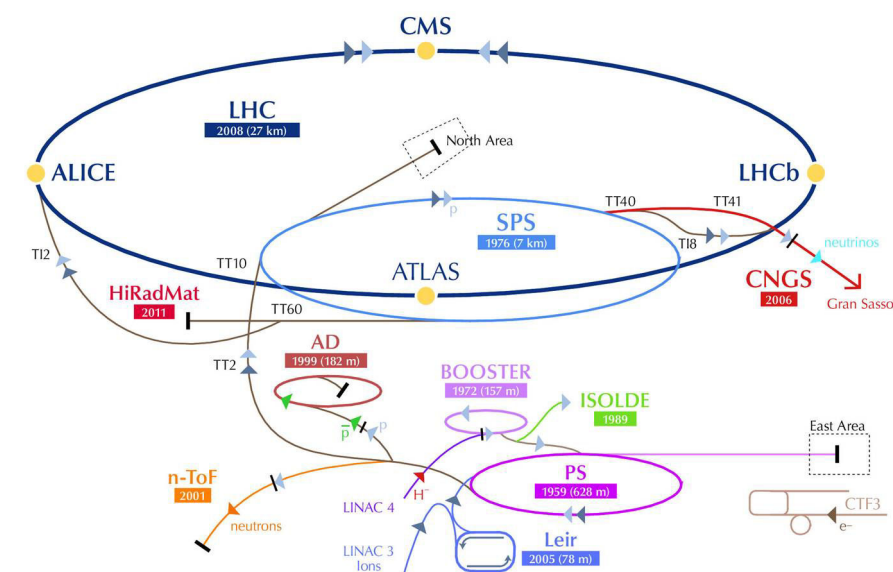 CMS
LHC
2008 (27 km)
North Area
ALICE
LHCb
TT40
TT41
SPS
1976 (7 km)
p
TI8
neutrinos
TI2
TT10
ATLAS
CNGS
2006
Gran Sasso
HiRadMat
2011
TT60
AD
1999 (182 m)
TT2
BOOSTER
1972 (157 m)
ISOLDE
1989
p̅
p
East Area
n-ToF
2001
PS
1959 (628 m)
H⁻
LINAC 4
neutrons
CTF3
e–
LINAC 3
Ions
Leir
2005 (78 m)